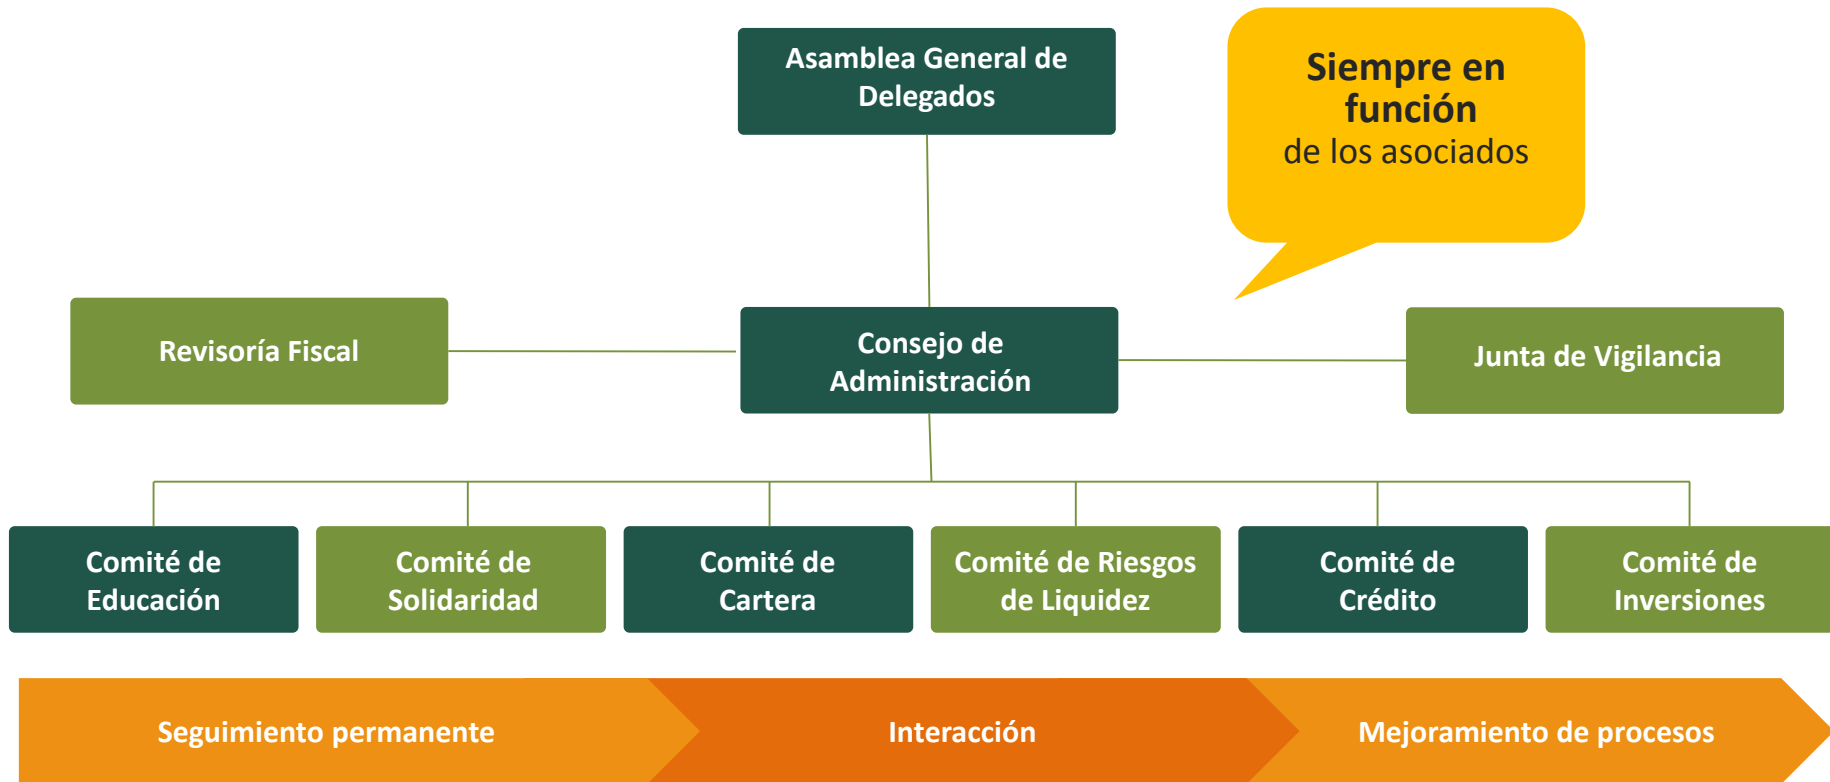 Asamblea General de
Delegados
Siempre en
función
de los asociados
Revisoría Fiscal
Consejo de
Administración
Junta de Vigilancia
Comité de
Educación
Comité de
Solidaridad
Comité de
Cartera
Comité de Riesgos
de Liquidez
Comité de
Crédito
Comité de
Inversiones
Seguimiento permanente
Interacción
Mejoramiento de procesos